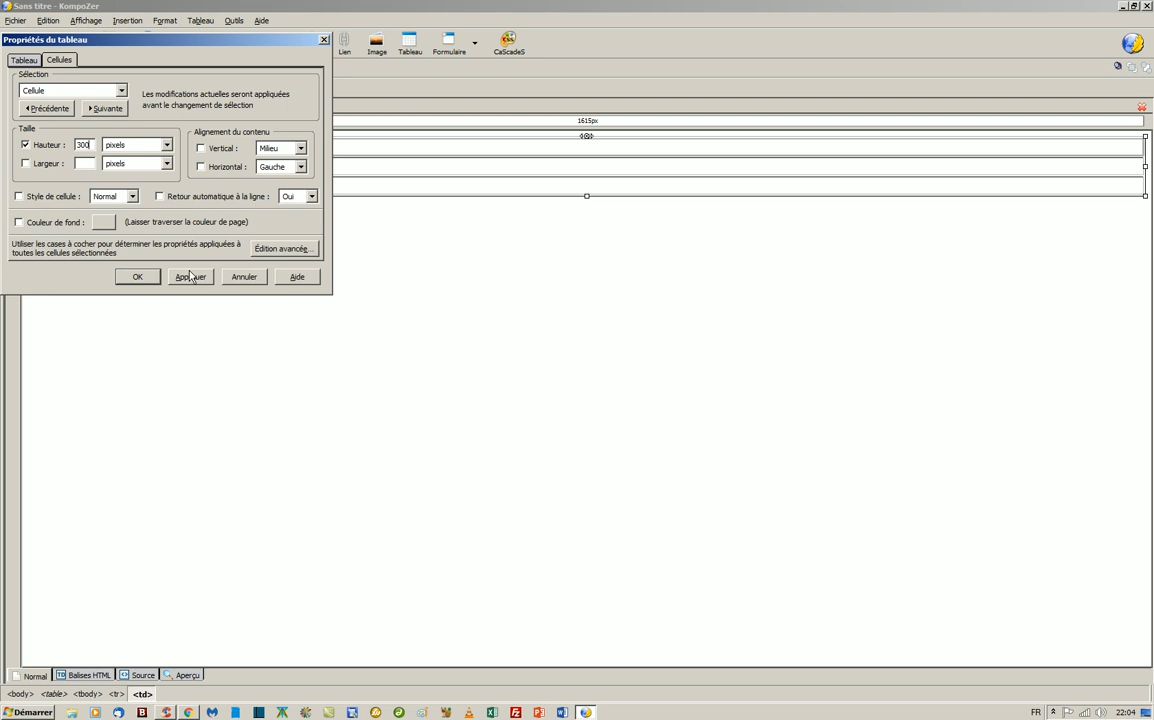 Sans titre - KompoZer
Fichier Edition Affichage Insertion Format Tableau Outils Aide
Propriétés du tableau
Lien Image Tableau Formulaire CaScadeS
Tableau Cellules
Sélection
Cellule
Les modifications actuelles seront appliquées
avant le changement de sélection
Précédente Suivante
1615px
Taille
Alignement du contenu
Hauteur : 300 pixels
Vertical : Milieu
Largeur : pixels
Horizontal : Gauche
Style de cellule : Normal Retour automatique à la ligne : Oui
Couleur de fond : (Laisser traverser la couleur de page)
Utiliser les cases à cocher pour déterminer les propriétés appliquées à
toutes les cellules sélectionnées
Édition avancée...
OK Appliquer Annuler Aide
Normal TD Balises HTML Source Aperçu
<body> <table> <tbody> <tr> <td>
Démarrer FR 22:04